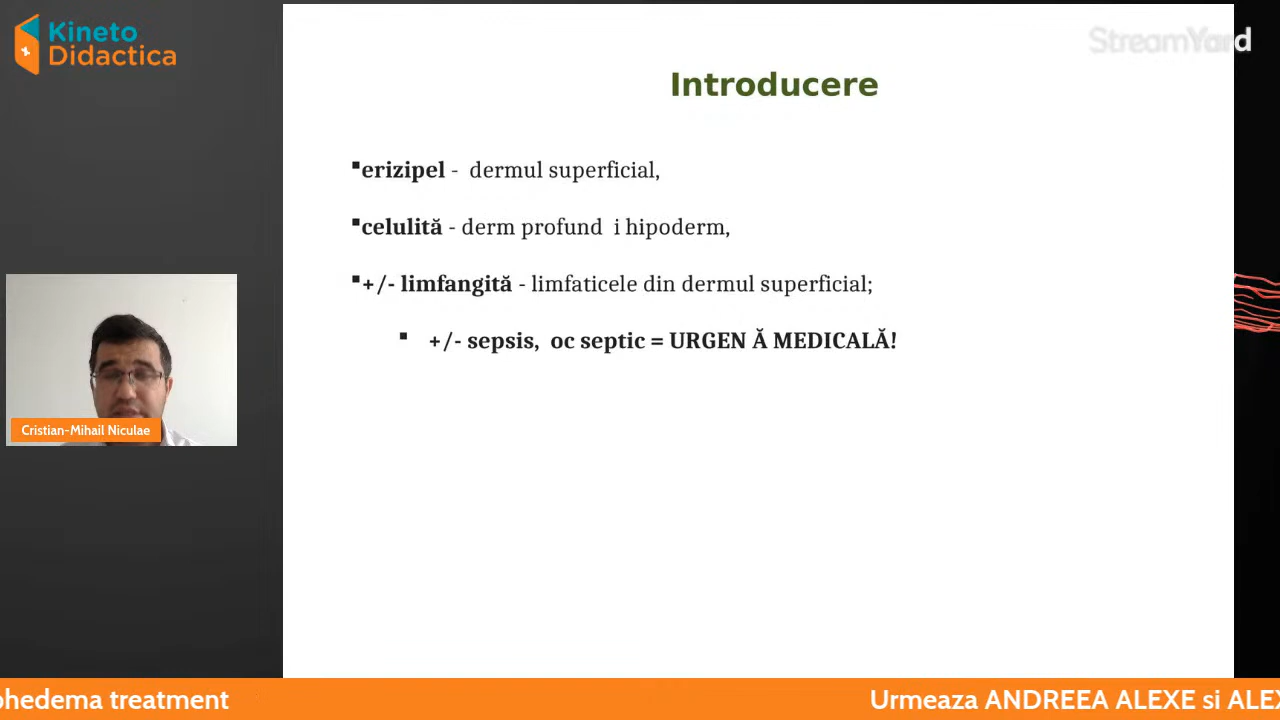 Kineto
Didactica
StreamYard
Introducere
▪erizipel - dermul superficial,
▪celulită - derm profund i hipoderm,
▪+/- limfangită - limfaticele din dermul superficial;
▪ +/- sepsis, oc septic = URGEN Ă MEDICALĂ!
Cristian-Mihail Niculae
phedema treatment
Urmeaza ANDREEA ALEXE si ALEX